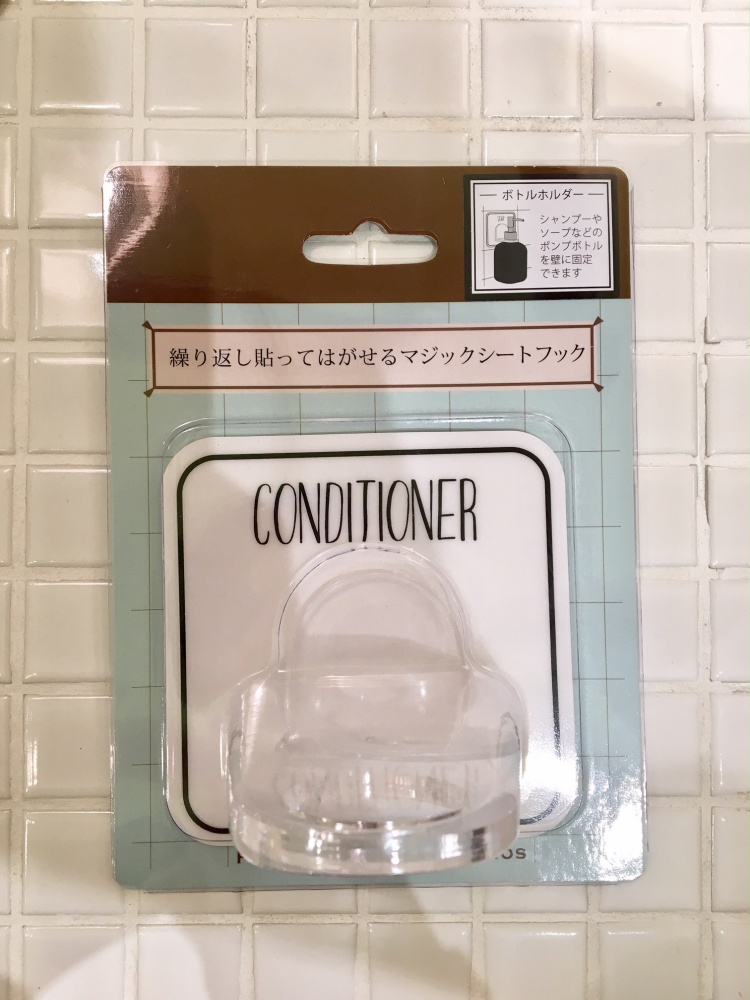 ボトルホルダー
シャンプーや
ソープなどの
ポンプボトル
を壁に固定
できます
繰り返し貼ってはがせるマジックシートフック
CONDITIONER